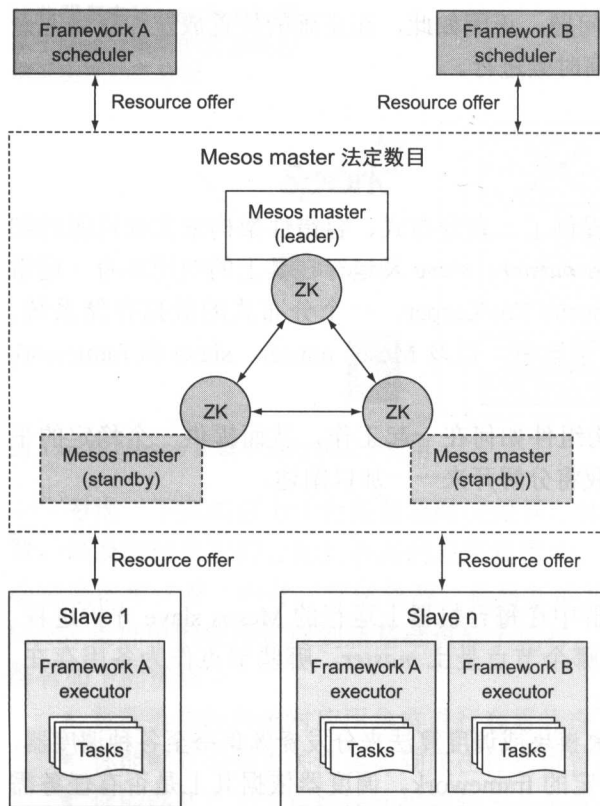 Framework A
scheduler
Framework B
scheduler
Resource offer
Resource offer
Mesos master 法定数目
Mesos master
(leader)
ZK
ZK
ZK
Mesos master
(standby)
Mesos master
(standby)
Resource offer
Resource offer
Slave 1
Slave n
Framework A
executor
Tasks
Framework A
executor
Tasks
Framework B
executor
Tasks